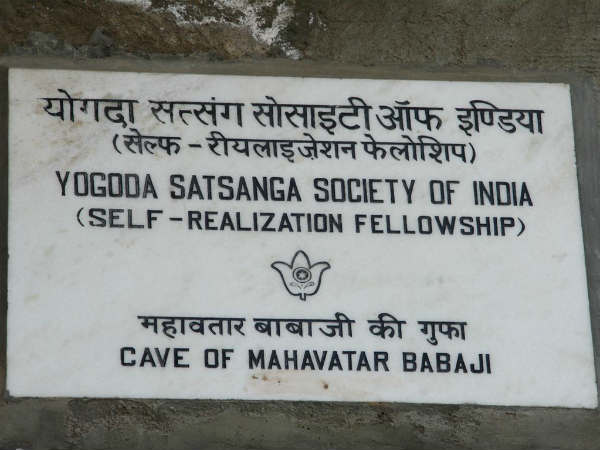 योगदा सत्संग सोसाइटी ऑफ इण्डिया
(सेल्फ - रीयलाइज़ेशन फेलोशिप)
YOGODA SATSANGA SOCIETY OF INDIA
(SELF-REALIZATION FELLOWSHIP)
महावतार बाबाजी की गुफा
CAVE OF MAHAVATAR BABAJI